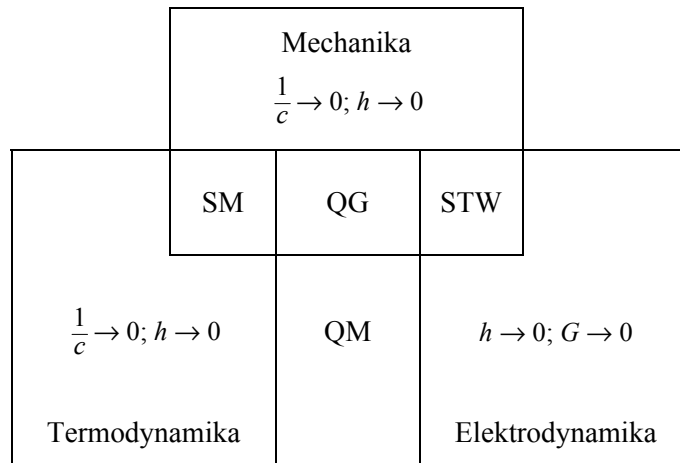 Mechanika
1/c → 0; h → 0
SM QG STW
1/c → 0; h → 0 QM h → 0; G → 0
Termodynamika Elektrodynamika